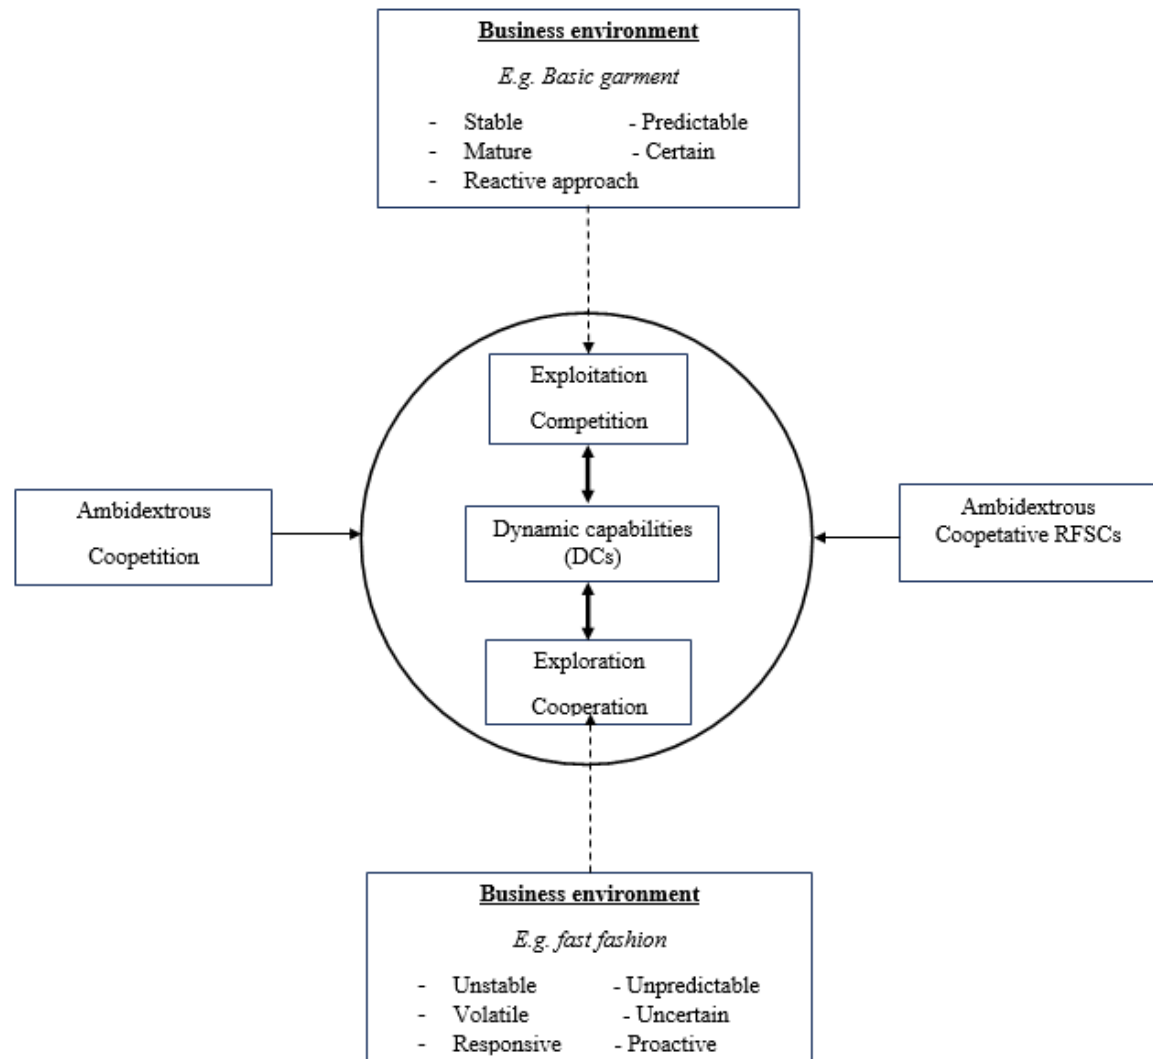 Business environment
E.g. Basic garment
- Stable - Predictable
- Mature - Certain
- Reactive approach
Exploitation
Competition
Ambidextrous
Coopetition
Dynamic capabilities
(DCs)
Ambidextrous
Coopetative RFSCs
Exploration
Cooperation
Business environment
E.g. fast fashion
- Unstable - Unpredictable
- Volatile - Uncertain
- Responsive - Proactive